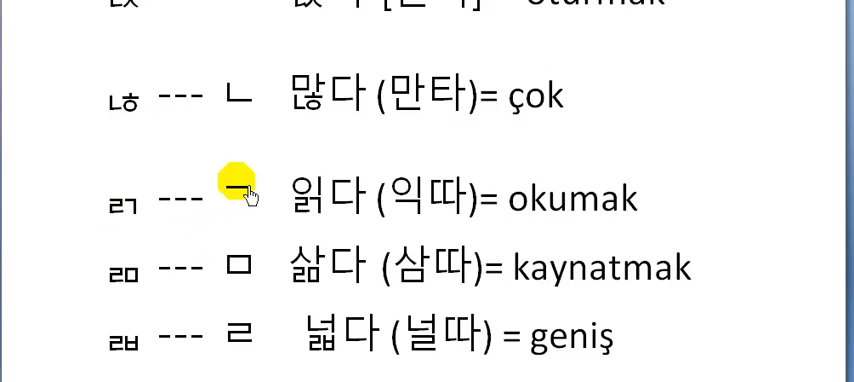 oturmak
ㄶ --- ㄴ 많다 (만타)= çok
ㄺ --- ㄱ 읽다 (익따)= okumak
ㄻ --- ㅁ 삶다 (삼따)= kaynatmak
ㄼ --- ㄹ 넓다 (널따) = geniş